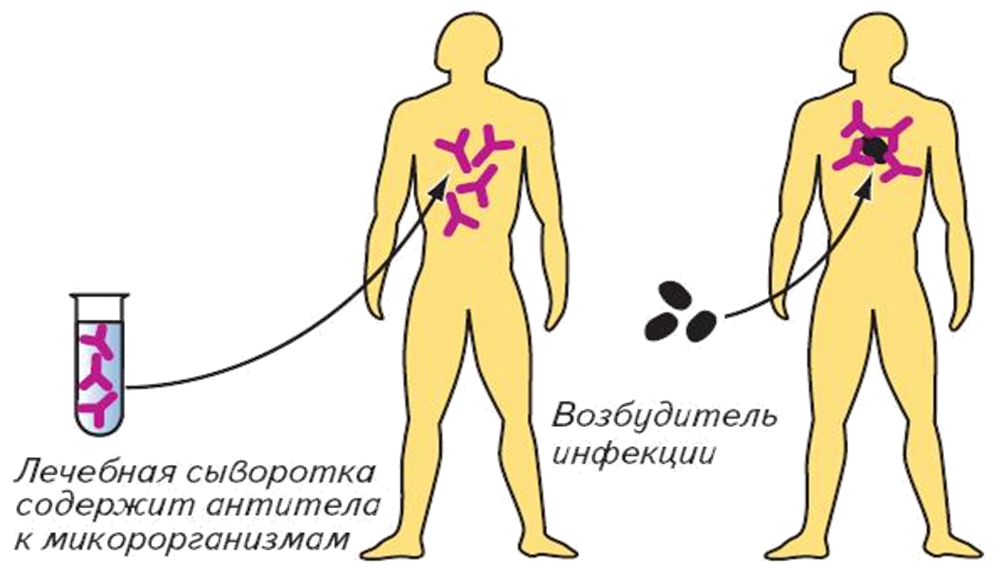 Лечебная сыворотка
содержит антитела
к микорорганизмам
Возбудитель
инфекции